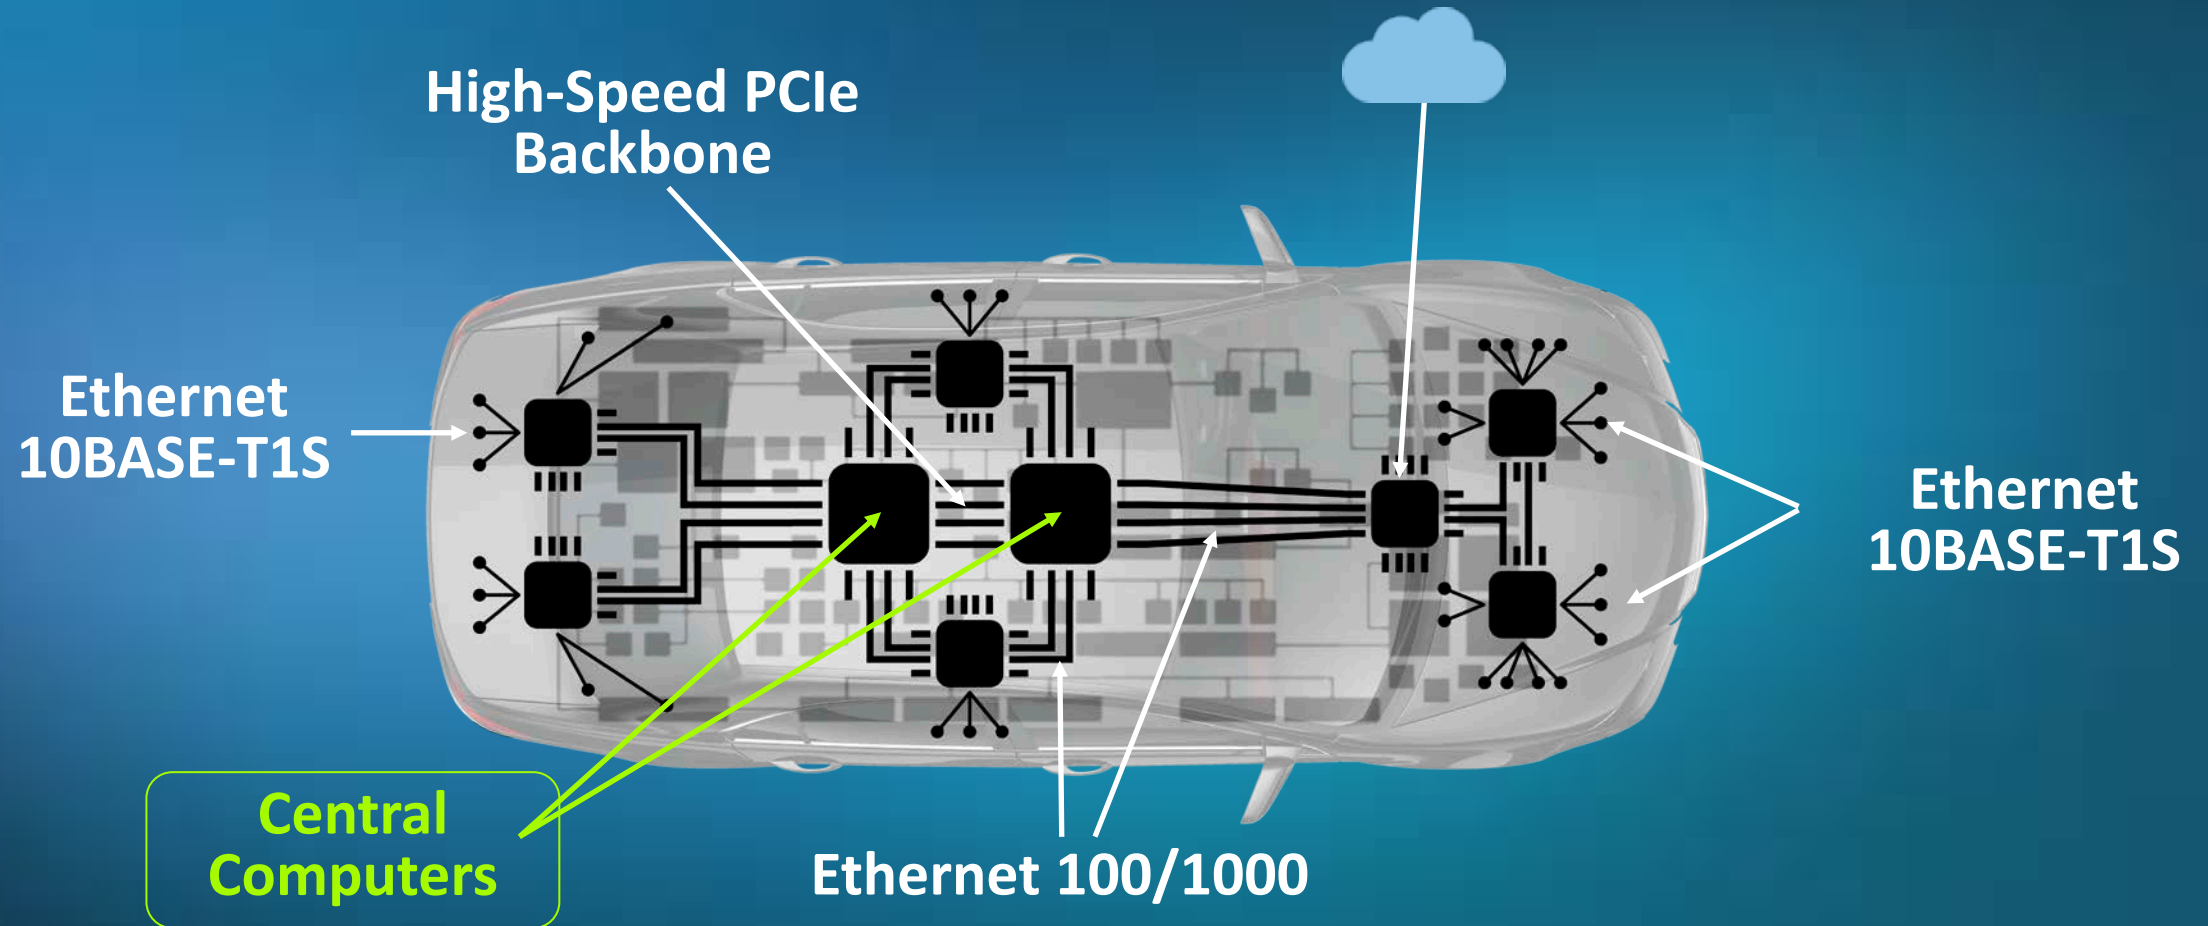 High-Speed PCIe
Backbone
Ethernet
10BASE-T1S
Ethernet
10BASE-T1S
Central
Computers
Ethernet 100/1000